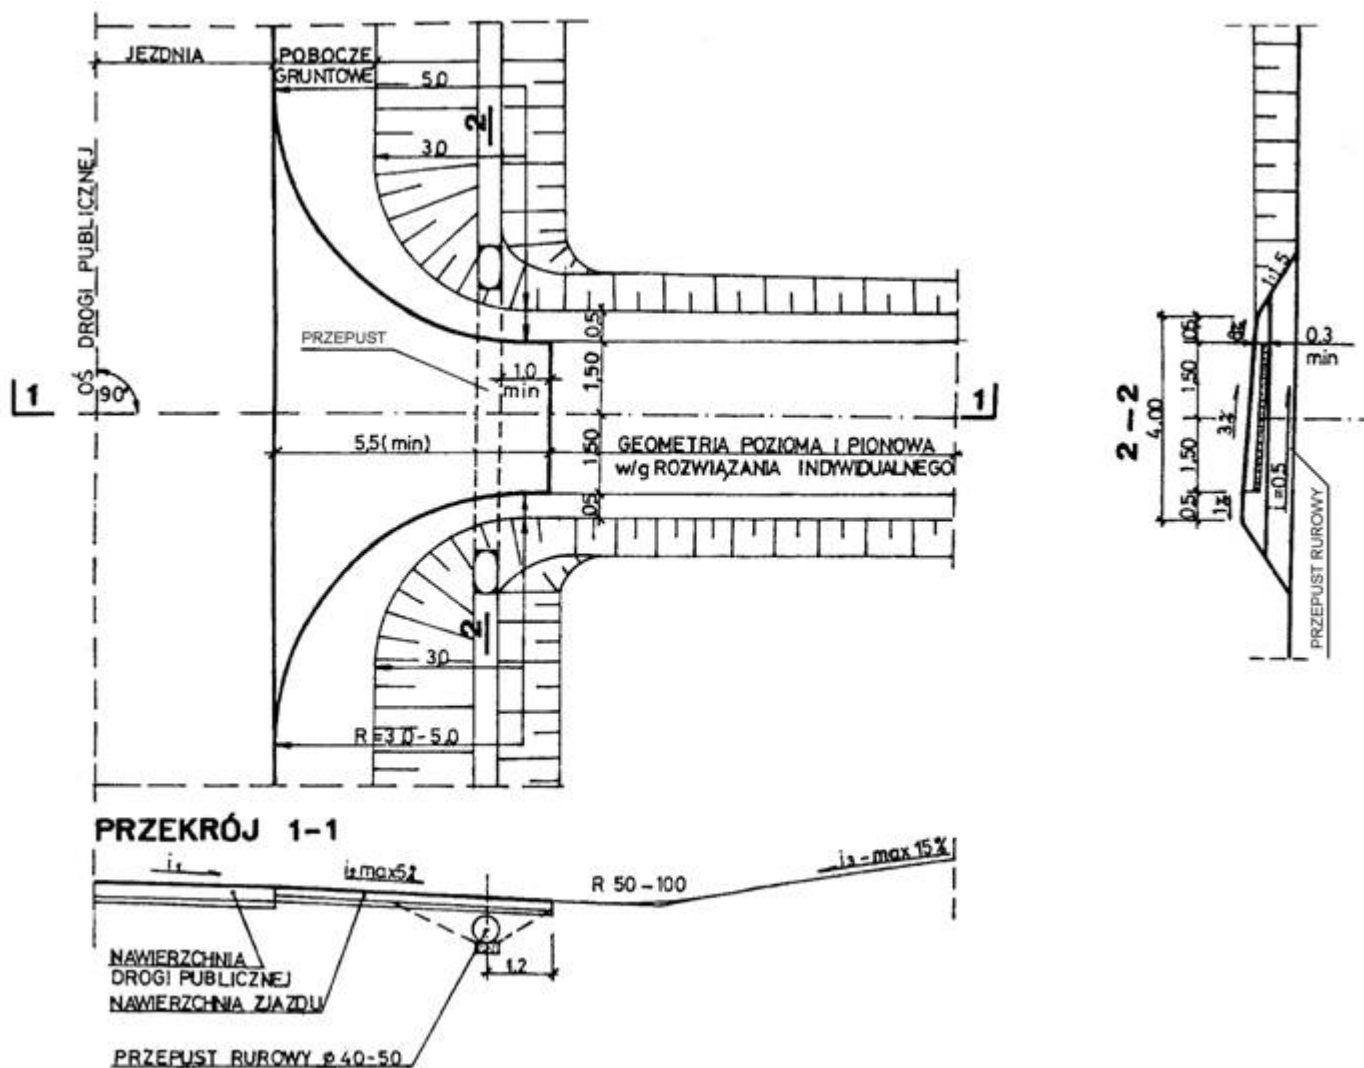 JEZDNIA
POBOCZE
GRUNTOWE
5,0
2
3,0
OŚ DROGI PUBLICZNEJ
PRZEPUST
0,5
1,0
min
1,50
90°
1
1
5,5(min)
1,50
GEOMETRIA POZIOMA I PIONOWA
w/g ROZWIĄZANIA INDYWIDUALNEGO
0,5
2
3,0
R=3,0-5,0
1:1,5
0,3
min
0,5
1,50
4,00
2-2
3%
1,50
0,5
i=0,5
PRZEPUST RUROWY
PRZEKRÓJ 1-1
i₁
i₂ max5%
R 50-100
i₃-max 15%
NAWIERZCHNIA
DROGI PUBLICZNEJ
1,2
NAWIERZCHNIA ZJAZDU
PRZEPUST RUROWY ø 40-50